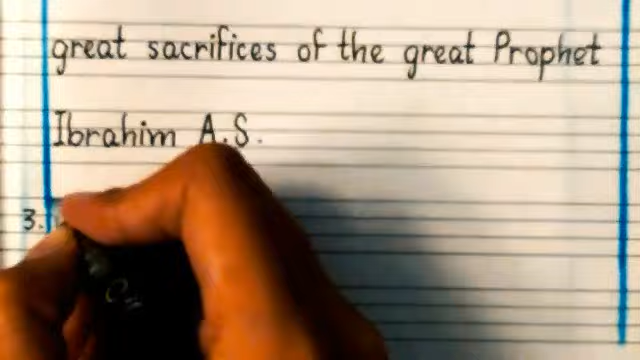 great sacrifices of the great Prophet
Ibrahim A.S.
3.